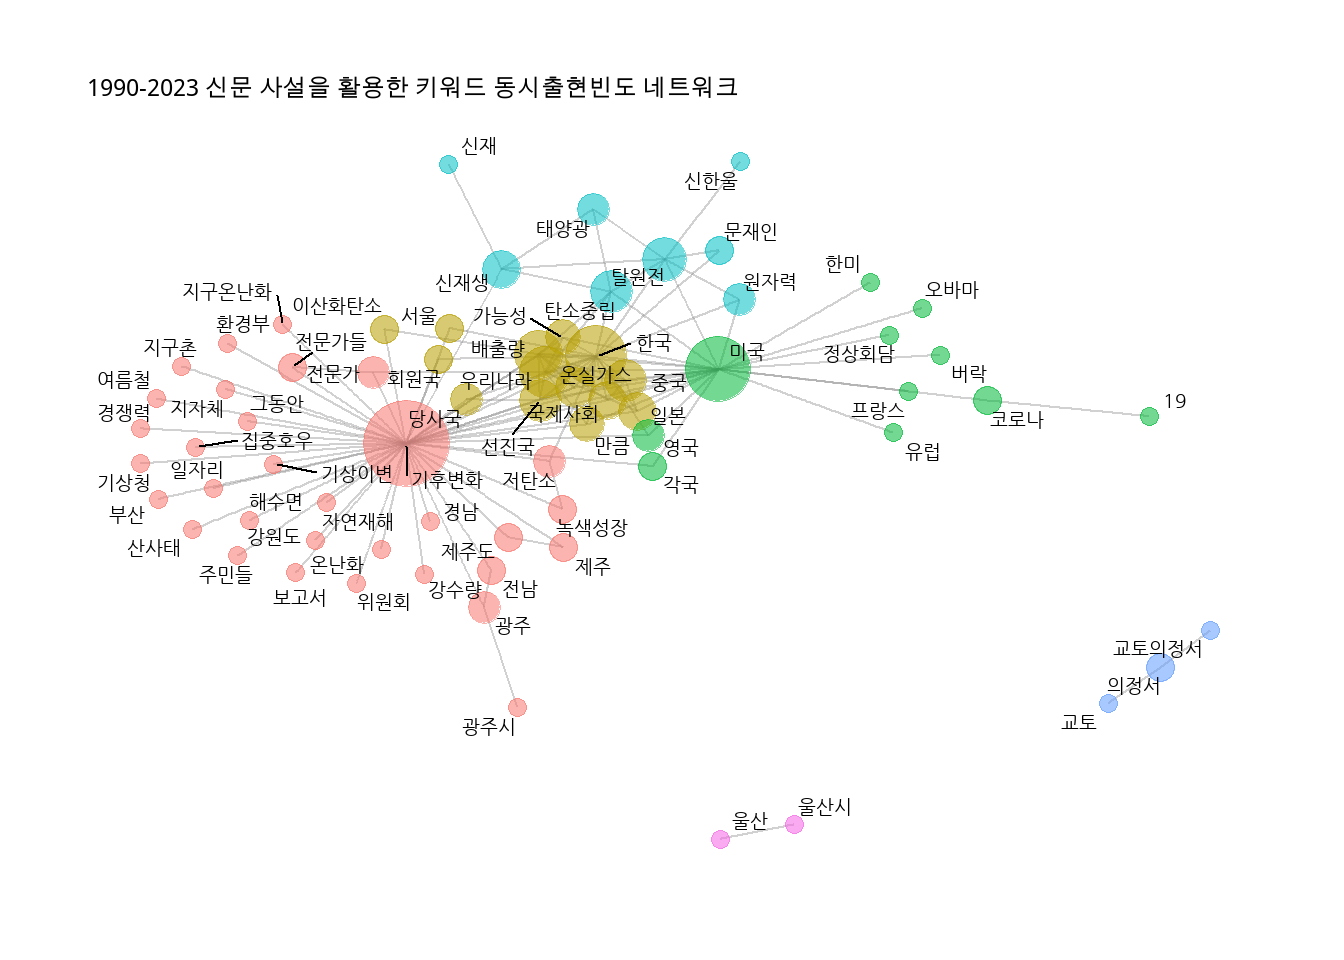 1990-2023 신문 사설을 활용한 키워드 동시출현빈도 네트워크
신재
신한울
태양광
문재인
한미
탈원전
원자력
신재생
오바마
지구온난화
이산화탄소
서울
가능성
탄소중립
환경부
전문가들
한국
지구촌
배출량
미국
정상회담
버락
여름철
전문가
회원국
우리나라
온실가스
중국
경쟁력
지자체
그동안
당사국
국제사회
일본
프랑스
코로나
19
집중호우
선진국
만큼
영국
유럽
기상청
일자리
기상이변
기후변화
저탄소
각국
부산
해수면
자연재해
경남
녹색성장
산사태
강원도
제주도
제주
주민들
온난화
강수량
전남
보고서
위원회
광주
교토의정서
의정서
광주시
교토
울산
울산시